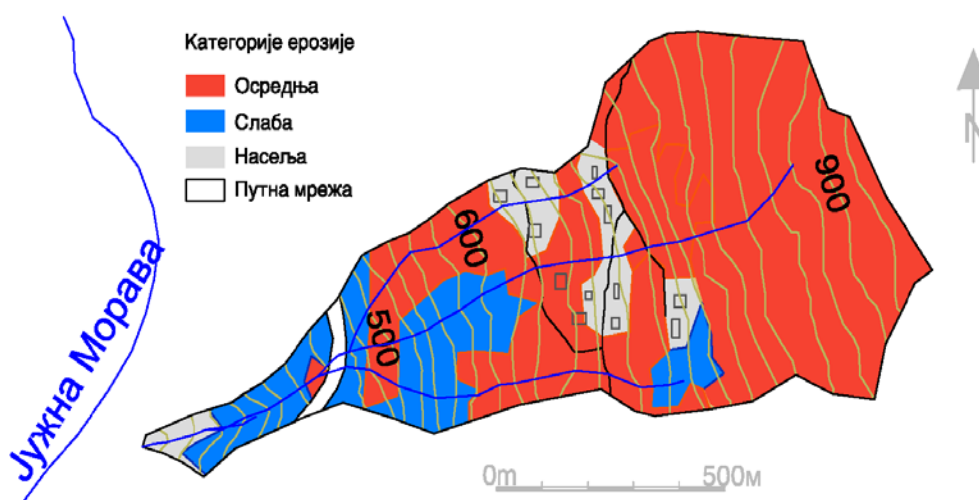 Категорије ерозије
Осредња
Слаба
Насеља
Путна мрежа
N
900
600
500
Јужна Морава
0m 500м